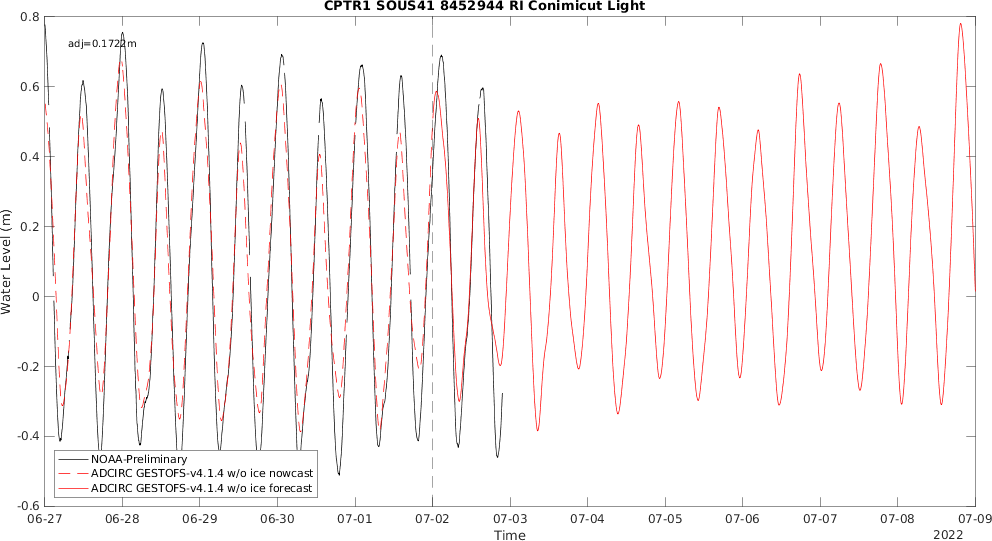 CPTR1 SOUS41 8452944 RI Conimicut Light
adj=0.1722m
Water Level (m)
0.8
0.6
0.4
0.2
0
-0.2
-0.4
-0.6
NOAA-Preliminary
ADCIRC GESTOFS-v4.1.4 w/o ice nowcast
ADCIRC GESTOFS-v4.1.4 w/o ice forecast
06-27 06-28 06-29 06-30 07-01 07-02 07-03 07-04 07-05 07-06 07-07 07-08 07-09
Time
2022